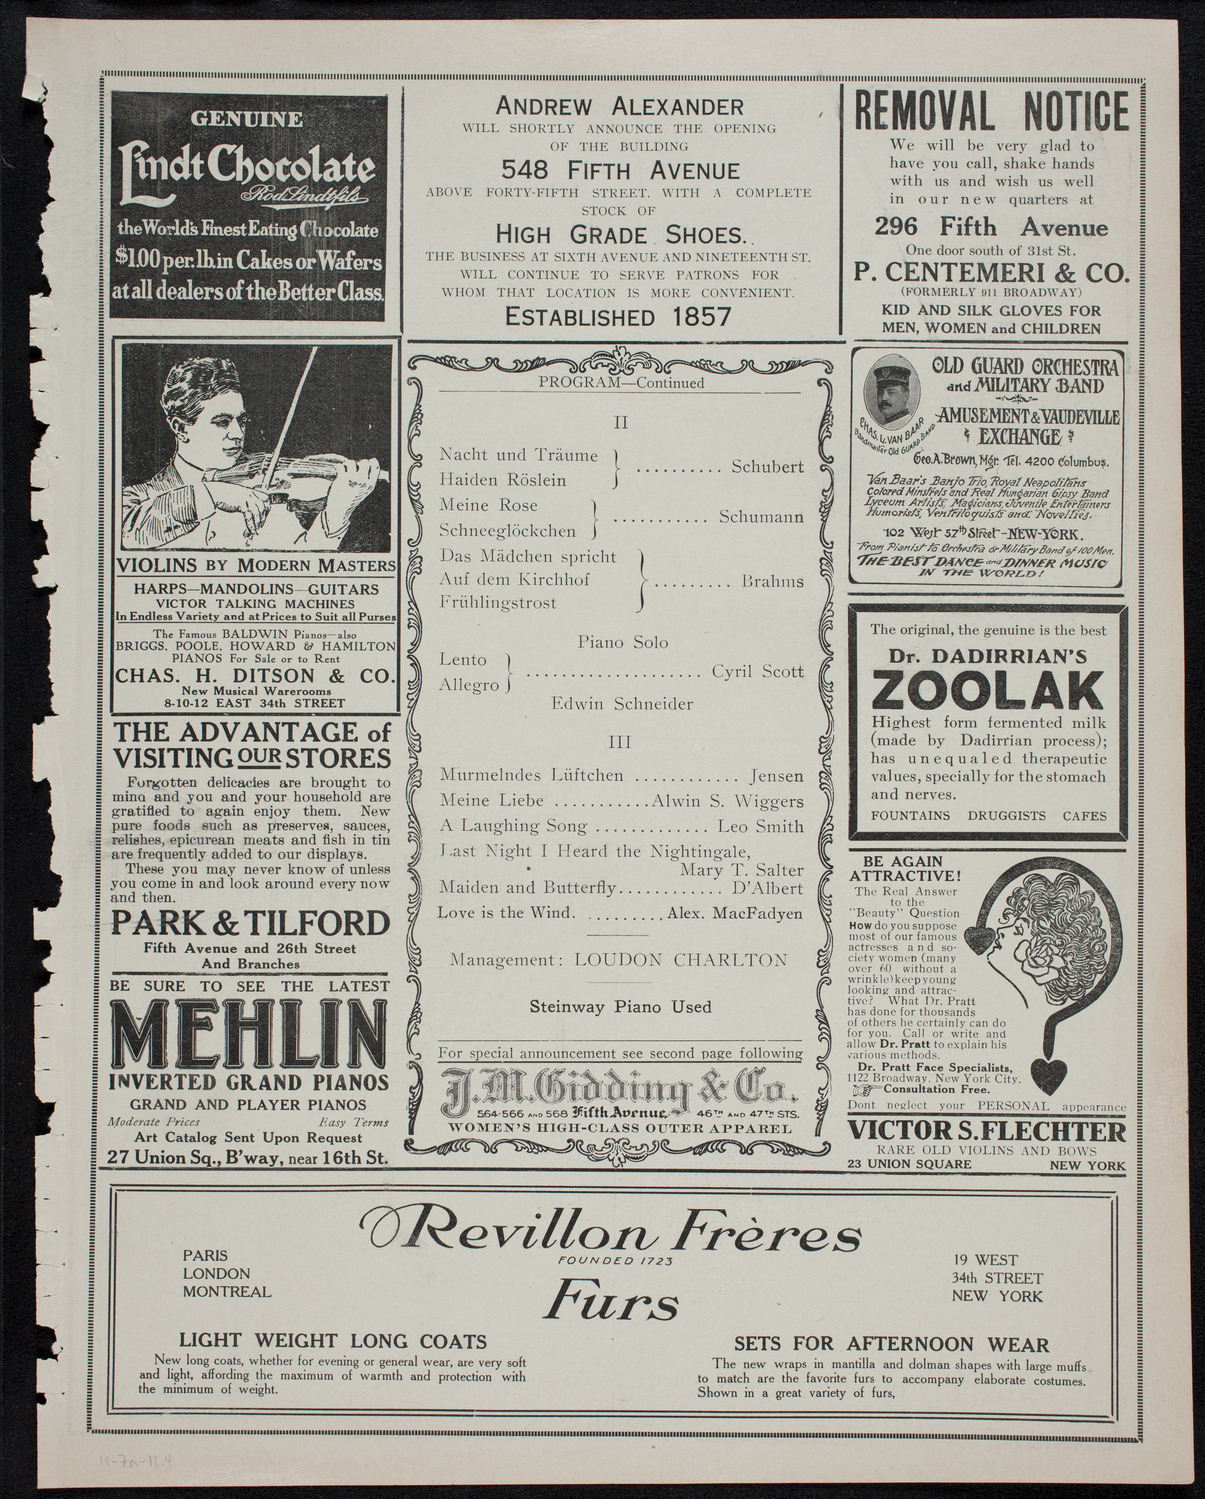 GENUINE
Lindt Chocolate
Rod. Lindt fils
the World's Finest Eating Chocolate
$1.00 per. lb. in Cakes or Wafers
at all dealers of the Better Class.
VIOLINS BY MODERN MASTERS
HARPS—MANDOLINS—GUITARS
VICTOR TALKING MACHINES
In Endless Variety and at Prices to Suit all Purses
The Famous BALDWIN Pianos—also
BRIGGS, POOLE, HOWARD & HAMILTON
PIANOS For Sale or to Rent
CHAS. H. DITSON & CO.
New Musical Warerooms
8-10-12 EAST 34th STREET
THE ADVANTAGE of
VISITING OUR STORES
Forgotten delicacies are brought to
mind and you and your household are
gratified to again enjoy them. New
pure foods such as preserves, sauces,
relishes, epicurean meats and fish in tin
are frequently added to our displays.
These you may never know of unless
you come in and look around every now
and then.
PARK & TILFORD
Fifth Avenue and 26th Street
And Branches
BE SURE TO SEE THE LATEST
MEHLIN
INVERTED GRAND PIANOS
GRAND AND PLAYER PIANOS
Moderate Prices Easy Terms
Art Catalog Sent Upon Request
27 Union Sq., B'way, near 16th St.
ANDREW ALEXANDER
WILL SHORTLY ANNOUNCE THE OPENING
OF THE BUILDING
548 FIFTH AVENUE
ABOVE FORTY-FIFTH STREET, WITH A COMPLETE
STOCK OF
HIGH GRADE SHOES.
THE BUSINESS AT SIXTH AVENUE AND NINETEENTH ST.
WILL CONTINUE TO SERVE PATRONS FOR
WHOM THAT LOCATION IS MORE CONVENIENT.
ESTABLISHED 1857
PROGRAM—Continued
II
Nacht und Träume
Haiden Röslein .......... Schubert
Meine Rose
Schneeglöckchen ........... Schumann
Das Mädchen spricht
Auf dem Kirchhof ......... Brahms
Frühlingstrost
Piano Solo
Lento
Allegro .................... Cyril Scott
Edwin Schneider
III
Murmelndes Lüftchen ............ Jensen
Meine Liebe ...........Alwin S. Wiggers
A Laughing Song ............. Leo Smith
Last Night I Heard the Nightingale,
Mary T. Salter
Maiden and Butterfly............ D'Albert
Love is the Wind. .........Alex. MacFadyen
Management: LOUDON CHARLTON
Steinway Piano Used
For special announcement see second page following
J. M. Gidding & Co.
564-566 AND 568 Fifth Avenue 46TH AND 47TH STS.
WOMEN'S HIGH-CLASS OUTER APPAREL
REMOVAL NOTICE
We will be very glad to
have you call, shake hands
with us and wish us well
in our new quarters at
296 Fifth Avenue
One door south of 31st St.
P. CENTEMERI & CO.
(FORMERLY 911 BROADWAY)
KID AND SILK GLOVES FOR
MEN, WOMEN and CHILDREN
OLD GUARD ORCHESTRA
and MILITARY BAND
CHAS. L. VAN BAAR
Bandmaster Old GUARD BAND
AMUSEMENT & VAUDEVILLE
EXCHANGE
Geo. A. Brown, Mgr. Tel. 4200 Columbus.
Van Baar's Banjo Trio, Royal Neapolitans
Colored Minstrels and Real Hungarian Gipsy Band
Lyceum Artists, Magicians, Juvenile Entertainers
Humorists, Ventriloquists and Novelties.
102 West 57th Street-NEW-YORK.
From Pianist to Orchestra or Military Band of 100 Men.
THE BEST DANCE and DINNER MUSIC
IN THE WORLD!
The original, the genuine is the best
Dr. DADIRRIAN'S
ZOOLAK
Highest form fermented milk
(made by Dadirrian process);
has unequaled therapeutic
values, specially for the stomach
and nerves.
FOUNTAINS DRUGGISTS CAFES
BE AGAIN
ATTRACTIVE!
The Real Answer
to the
"Beauty" Question
How do you suppose
most of our famous
actresses and so-
ciety women (many
over 60 without a
wrinkle) keep young
looking and attrac-
tive? What Dr. Pratt
has done for thousands
of others he certainly can do
for you. Call or write and
allow Dr. Pratt to explain his
various methods.
Dr. Pratt Face Specialists,
1122 Broadway, New York City.
Consultation Free.
Dont neglect your PERSONAL appearance
VICTOR S. FLECHTER
RARE OLD VIOLINS AND BOWS
23 UNION SQUARE NEW YORK
Revillon Frères
FOUNDED 1723
Furs
PARIS
LONDON
MONTREAL
19 WEST
34th STREET
NEW YORK
LIGHT WEIGHT LONG COATS
New long coats, whether for evening or general wear, are very soft
and light, affording the maximum of warmth and protection with
the minimum of weight.
SETS FOR AFTERNOON WEAR
The new wraps in mantilla and dolman shapes with large muffs
to match are the favorite furs to accompany elaborate costumes.
Shown in a great variety of furs,